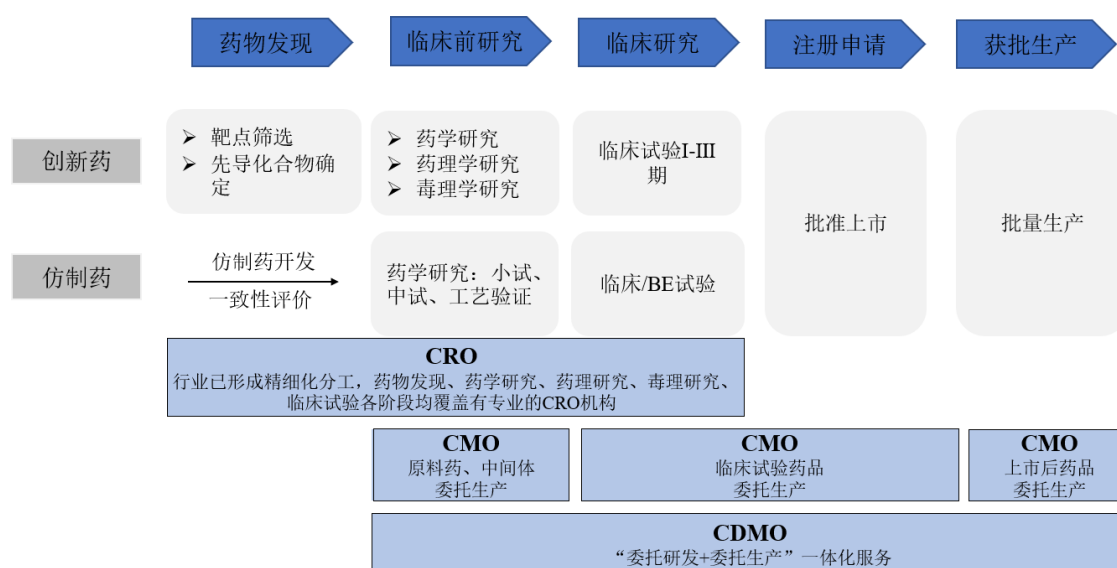 药物发现
临床前研究
临床研究
注册申请
获批生产
创新药
➢ 靶点筛选
➢ 先导化合物确
定
➢ 药学研究
➢ 药理学研究
➢ 毒理学研究
临床试验I-III
期
批准上市
批量生产
仿制药
仿制药开发
一致性评价
药学研究：小试、
中试、工艺验证
临床/BE试验
CRO
行业已形成精细化分工，药物发现、药学研究、药理研究、毒理研究、
临床试验各阶段均覆盖有专业的CRO机构
CMO
原料药、中间体
委托生产
CMO
临床试验药品
委托生产
CMO
上市后药品
委托生产
CDMO
“委托研发+委托生产”一体化服务